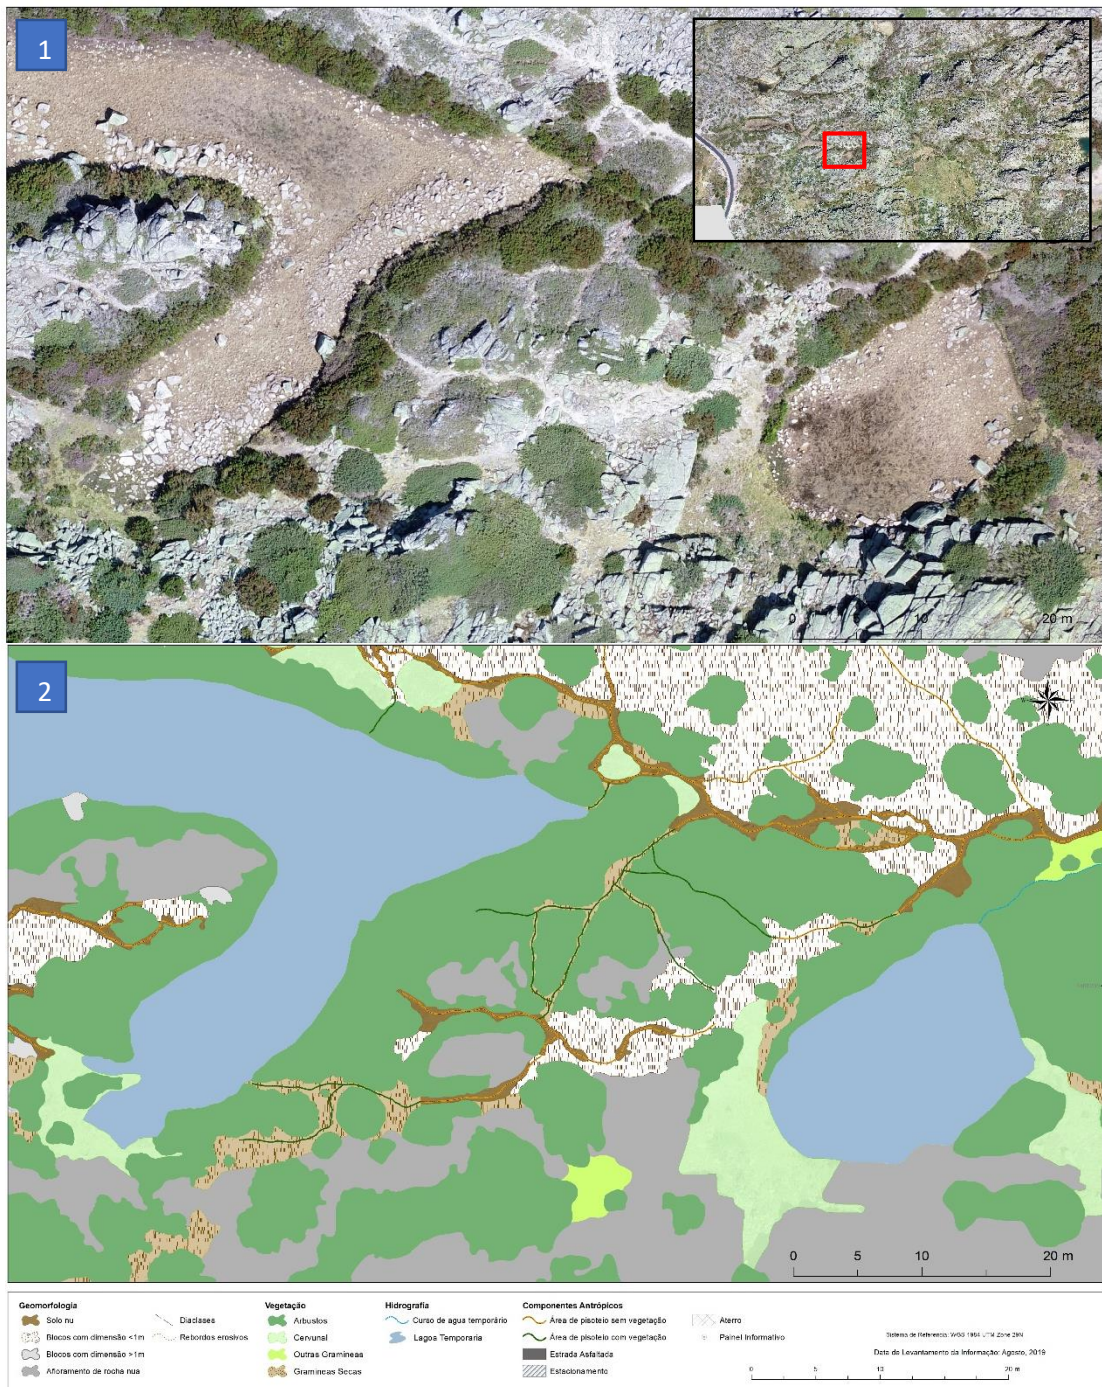 1
0 10 20 m
2
0 5 10 20 m
Geomorfologia
Solo nu
Blocos com dimensão <1m
Blocos com dimensão >1m
Afloramento de rocha nua
Diaclases
Rebordos erosivos
Vegetação
Arbustos
Cervunal
Outras Gramíneas
Gramíneas Secas
Hidrografia
Curso de agua temporário
Lagoa Temporaria
Componentes Antrópicos
Área de pisoteio sem vegetação
Área de pisoteio com vegetação
Estrada Asfaltada
Estacionamento
Aterro
Painel Informativo
Sistema de Referencia: WGS 1984 UTM Zone 29N
Data de Levantamento da Informação: Agosto, 2019
0 5 10 20 m